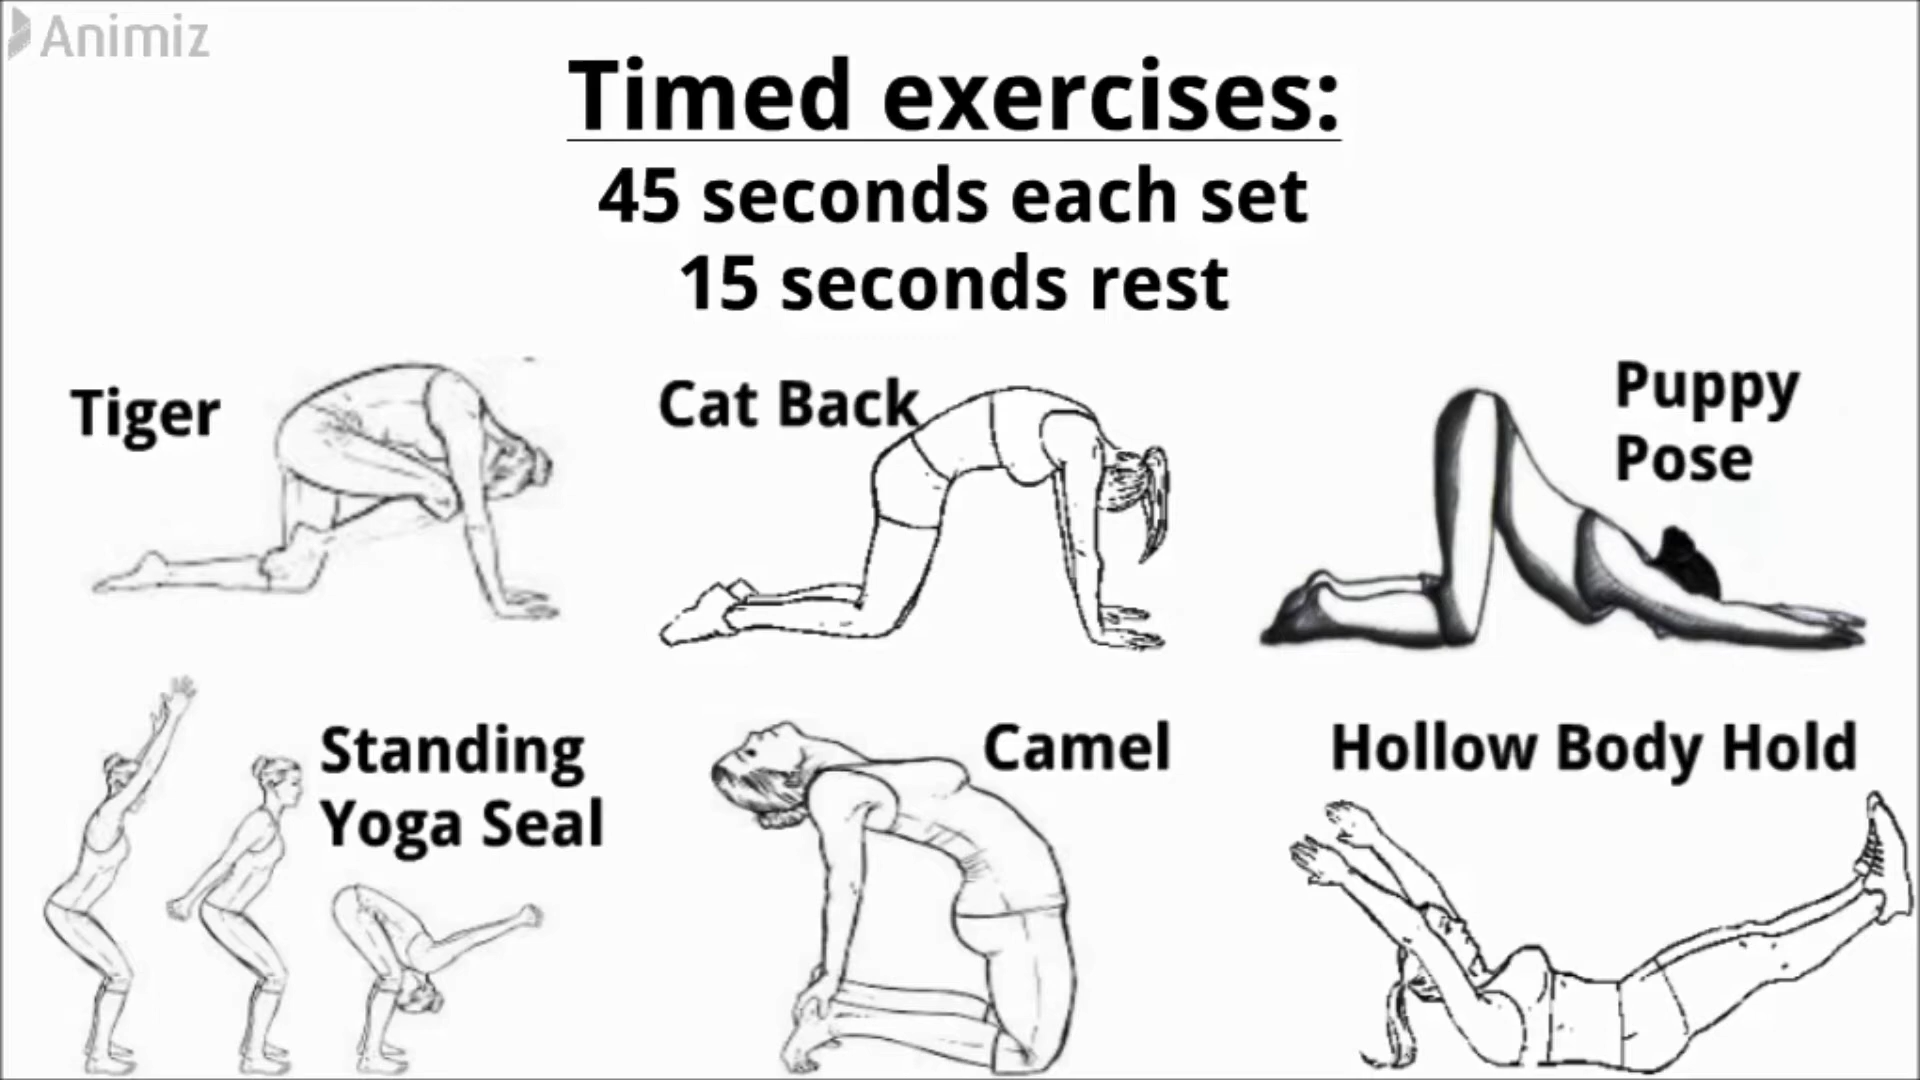 Animiz
Timed exercises:
45 seconds each set
15 seconds rest
Tiger
Cat Back
Puppy
Pose
Standing
Yoga Seal
Camel
Hollow Body Hold